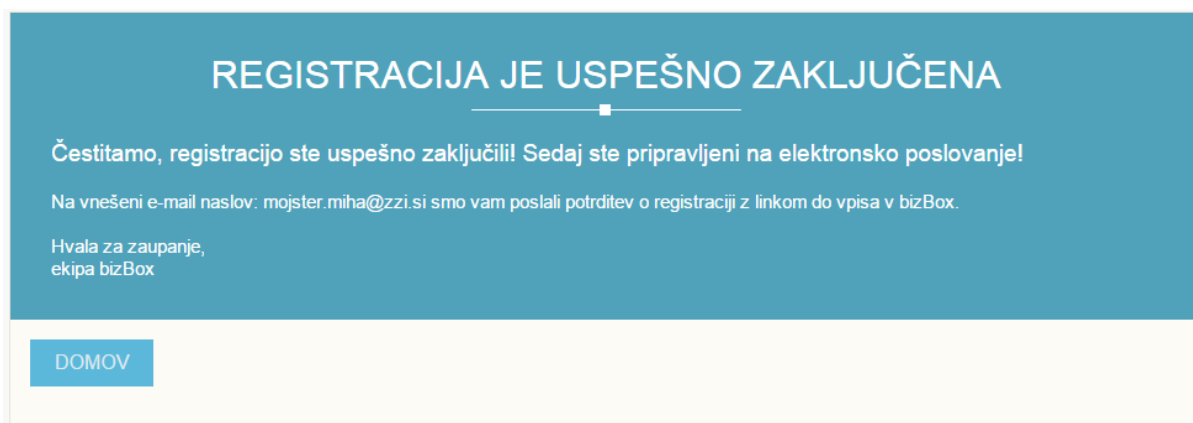 REGISTRACIJA JE USPEŠNO ZAKLJUČENA
Čestitamo, registracijo ste uspešno zaključili! Sedaj ste pripravljeni na elektronsko poslovanje!
Na vnešeni e-mail naslov: mojster.miha@zzi.si smo vam poslali potrditev o registraciji z linkom do vpisa v bizBox.
Hvala za zaupanje,
ekipa bizBox
DOMOV